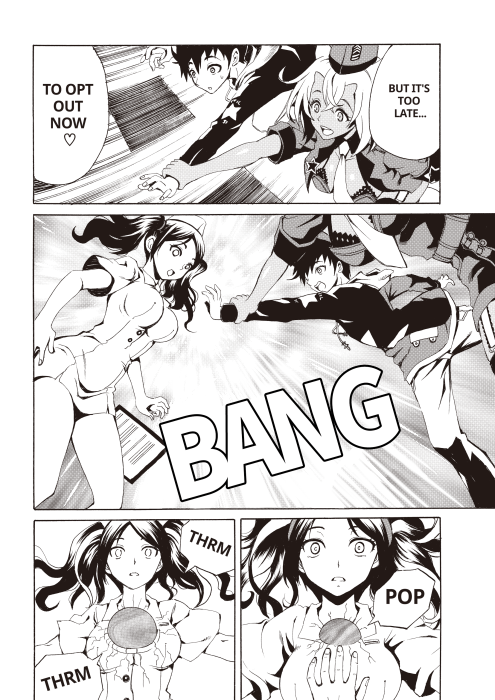 BUT IT'S
TOO
LATE...
TO OPT
OUT
NOW
♡
BANG
THRM
THRM
POP